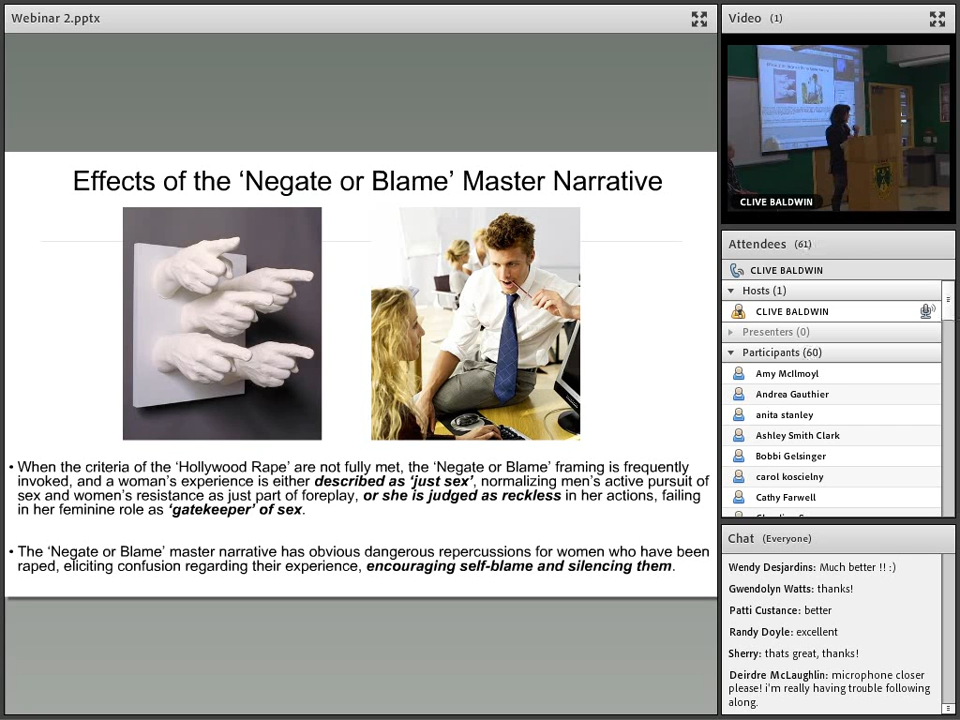 Webinar 2.pptx
Effects of the ‘Negate or Blame’ Master Narrative
• When the criteria of the ‘Hollywood Rape’ are not fully met, the ‘Negate or Blame’ framing is frequently
invoked, and a woman’s experience is either described as ‘just sex’, normalizing men’s active pursuit of
sex and women’s resistance as just part of foreplay, or she is judged as reckless in her actions, failing
in her feminine role as ‘gatekeeper’ of sex.
• The ‘Negate or Blame’ master narrative has obvious dangerous repercussions for women who have been
raped, eliciting confusion regarding their experience, encouraging self-blame and silencing them.
Video (1)
CLIVE BALDWIN
Attendees (61)
CLIVE BALDWIN
Hosts (1)
CLIVE BALDWIN
Presenters (0)
Participants (60)
Amy McIlmoyl
Andrea Gauthier
anita stanley
Ashley Smith Clark
Bobbi Gelsinger
carol koscielny
Cathy Farwell
Chat (Everyone)
Wendy Desjardins: Much better !! :)
Gwendolyn Watts: thanks!
Patti Custance: better
Randy Doyle: excellent
Sherry: thats great, thanks!
Deirdre McLaughlin: microphone closer
please! i'm really having trouble following
along.